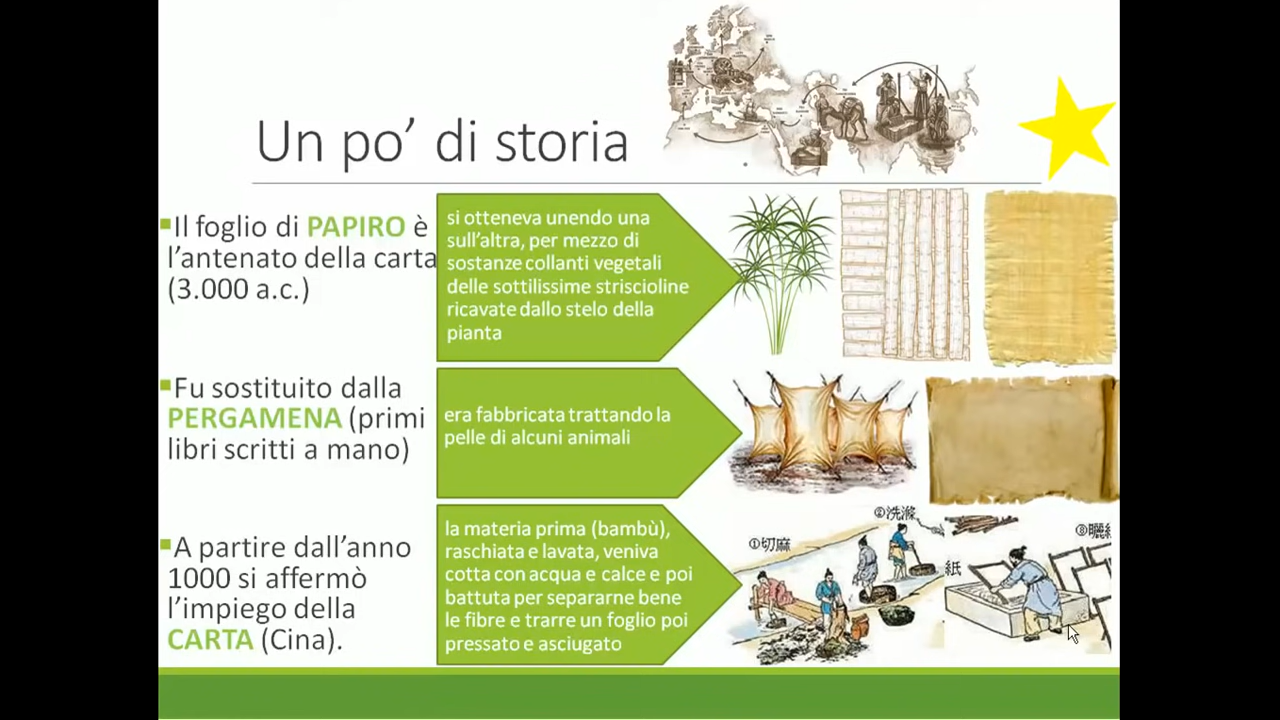 Un po’ di storia
▪Il foglio di PAPIRO è
l’antenato della carta
(3.000 a.c.)
si otteneva unendo una
sull’altra, per mezzo di
sostanze collanti vegetali
delle sottilissime striscioline
ricavate dallo stelo della
pianta
▪Fu sostituito dalla
PERGAMENA (primi
libri scritti a mano)
era fabbricata trattando la
pelle di alcuni animali
▪A partire dall’anno
1000 si affermò
l’impiego della
CARTA (Cina).
la materia prima (bambù),
raschiata e lavata, veniva
cotta con acqua e calce e poi
battuta per separarne bene
le fibre e trarre un foglio poi
pressato e asciugato
①切麻
②洗滌
紙